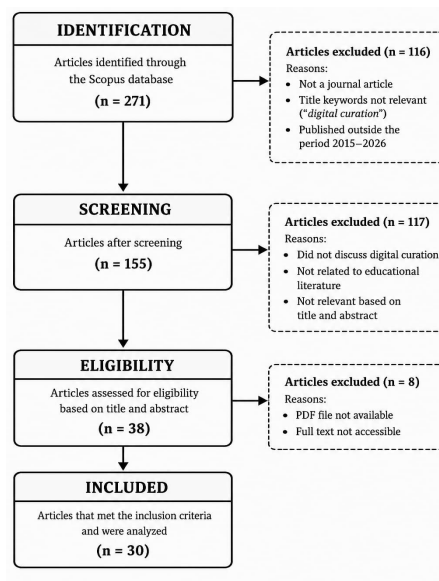 IDENTIFICATION
Articles identified through
the Scopus database
(n = 271)
Articles excluded (n = 116)
Reasons:
• Not a journal article
• Title keywords not relevant
(“digital curation”)
• Published outside the
period 2015–2026
SCREENING
Articles after screening
(n = 155)
Articles excluded (n = 117)
Reasons:
• Did not discuss digital curation
• Not related to educational
literature
• Not relevant based on
title and abstract
ELIGIBILITY
Articles assessed for eligibility
based on title and abstract
(n = 38)
Articles excluded (n = 8)
Reasons:
• PDF file not available
• Full text not accessible
INCLUDED
Articles that met the inclusion criteria
and were analyzed
(n = 30)